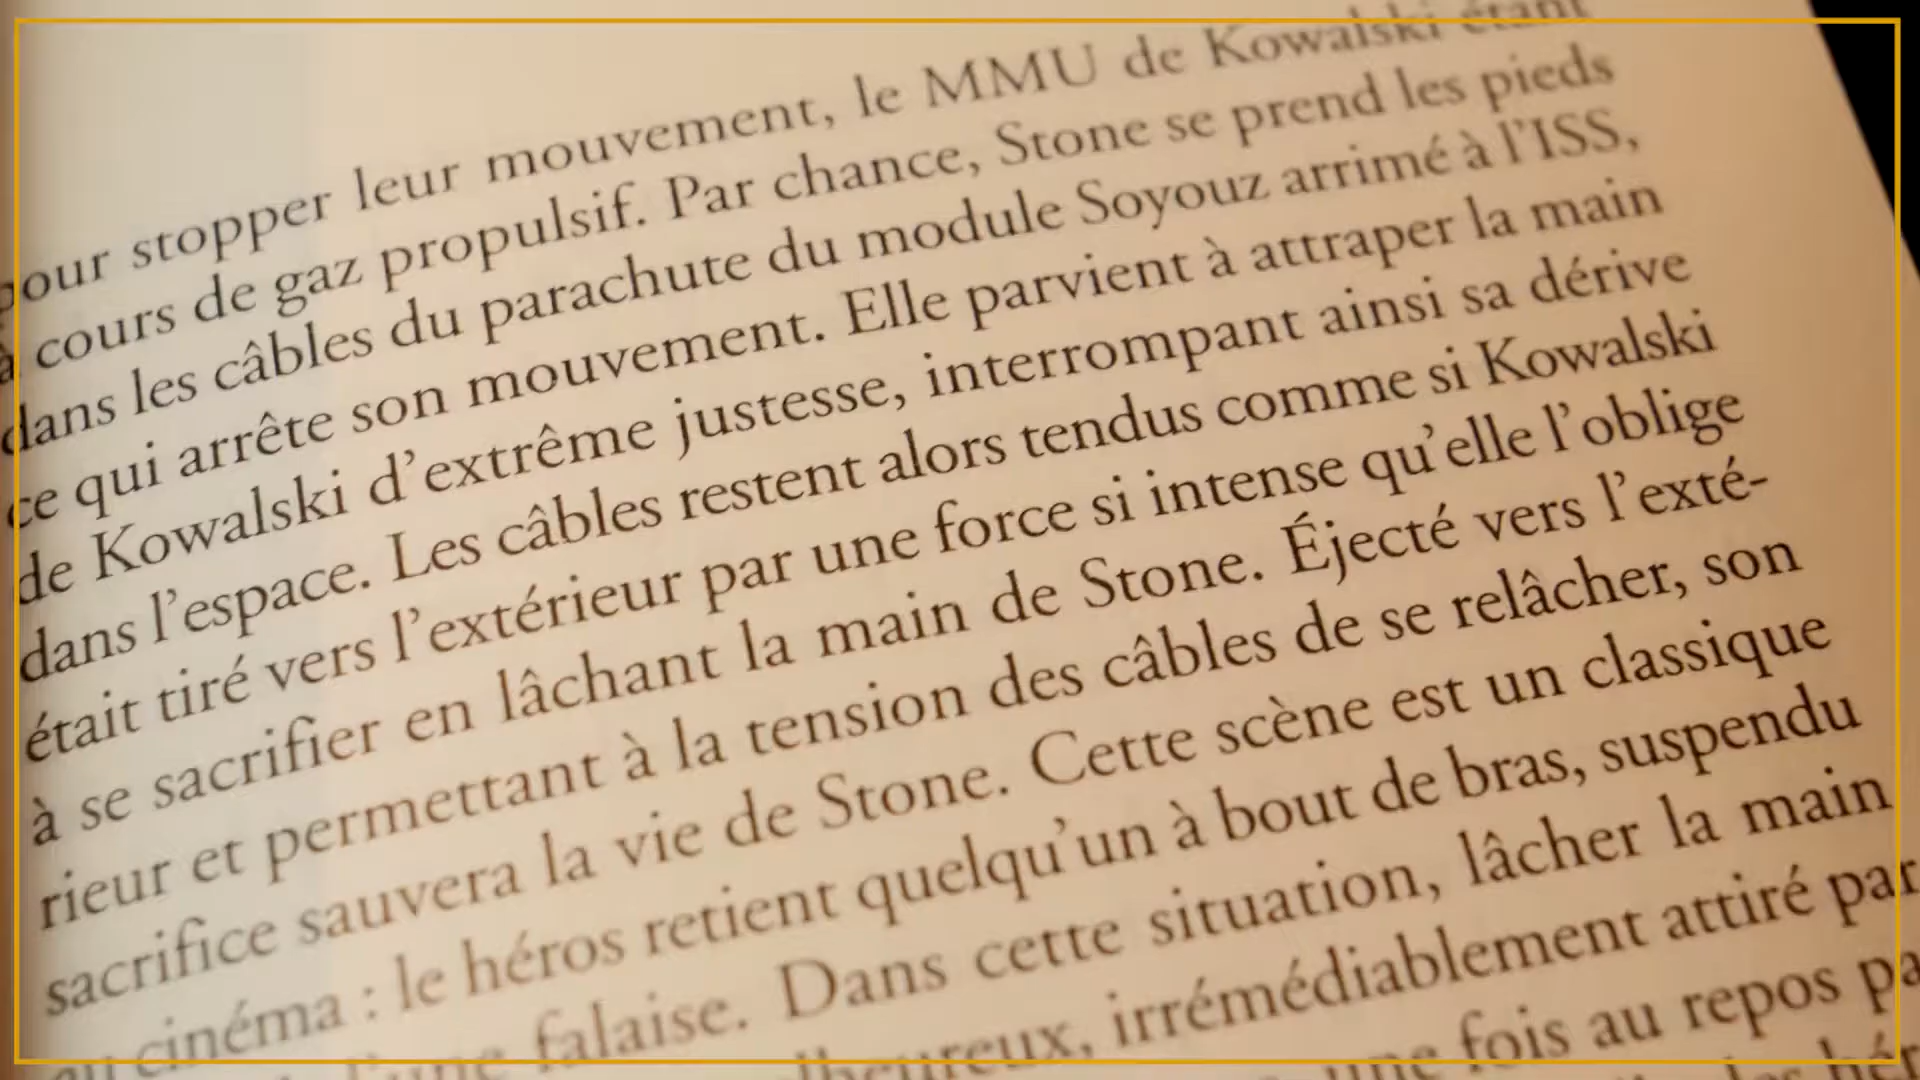 pour stopper leur mouvement, le MMU de Kowalski étant
à cours de gaz propulsif. Par chance, Stone se prend les pieds
dans les câbles du parachute du module Soyouz arrimé à l'ISS,
ce qui arrête son mouvement. Elle parvient à attraper la main
de Kowalski d'extrême justesse, interrompant ainsi sa dérive
dans l'espace. Les câbles restent alors tendus comme si Kowalski
était tiré vers l'extérieur par une force si intense qu'elle l'oblige
à se sacrifier en lâchant la main de Stone. Éjecté vers l'exté-
rieur et permettant à la tension des câbles de se relâcher, son
sacrifice sauvera la vie de Stone. Cette scène est un classique
au cinéma : le héros retient quelqu'un à bout de bras, suspendu
d'une falaise. Dans cette situation, lâcher la main
irrémédiablement attiré par
fois au repos